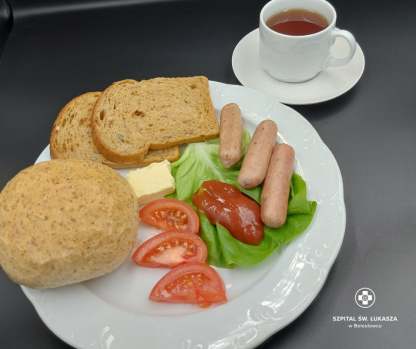 SZPITAL ŚW. ŁUKASZA
w Bolesławcu